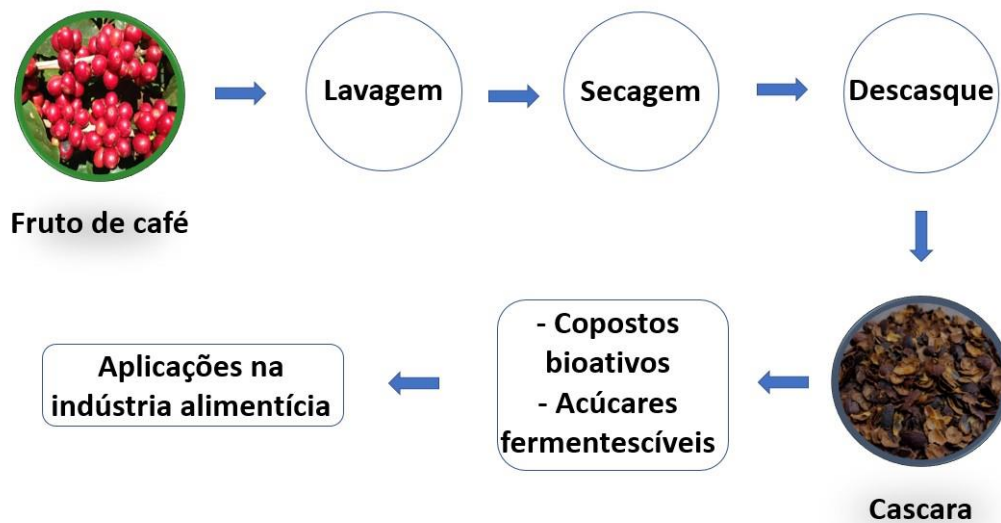 Lavagem
Secagem
Descasque
Fruto de café
Aplicações na
indústria alimentícia
- Copostos
bioativos
- Acúcares
fermentescíveis
Cascara